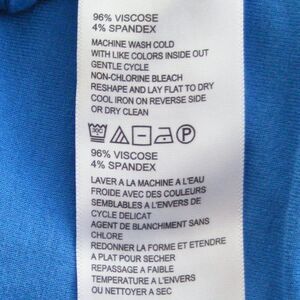 96% VISCOSE
4% SPANDEX
MACHINE WASH COLD
WITH LIKE COLORS INSIDE OUT
GENTLE CYCLE
NON-CHLORINE BLEACH
RESHAPE AND LAY FLAT TO DRY
COOL IRON ON REVERSE SIDE
OR DRY CLEAN
P
96% VISCOSE
4% SPANDEX
LAVER A LA MACHINE A L'EAU
FROIDE AVEC DES COULEURS
SEMBLABLES A L'ENVERS DE
CYCLE DELICAT
AGENT DE BLANCHIMENT SANS
CHLORE
REDONNER LA FORME ET ETENDRE
A PLAT POUR SECHER
REPASSAGE A FAIBLE
TEMPERATURE A L'ENVERS
OU NETTOYER A SEC